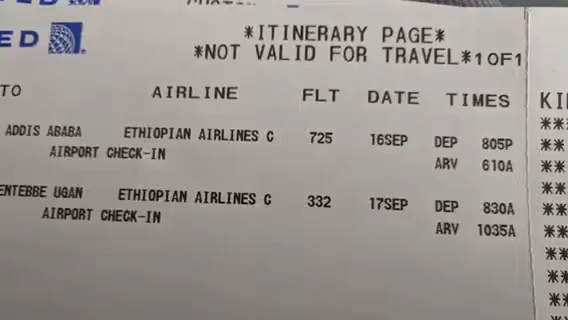 ED
*ITINERARY PAGE*
*NOT VALID FOR TRAVEL*1OF1
TO AIRLINE FLT DATE TIMES
ADDIS ABABA ETHIOPIAN AIRLINES C 725 16SEP DEP 805P
AIRPORT CHECK-IN ARV 610A
ENTEBBE UGAN ETHIOPIAN AIRLINES C 332 17SEP DEP 830A
AIRPORT CHECK-IN ARV 1035A
KI
**
**
**
**
**
**
**
**
**